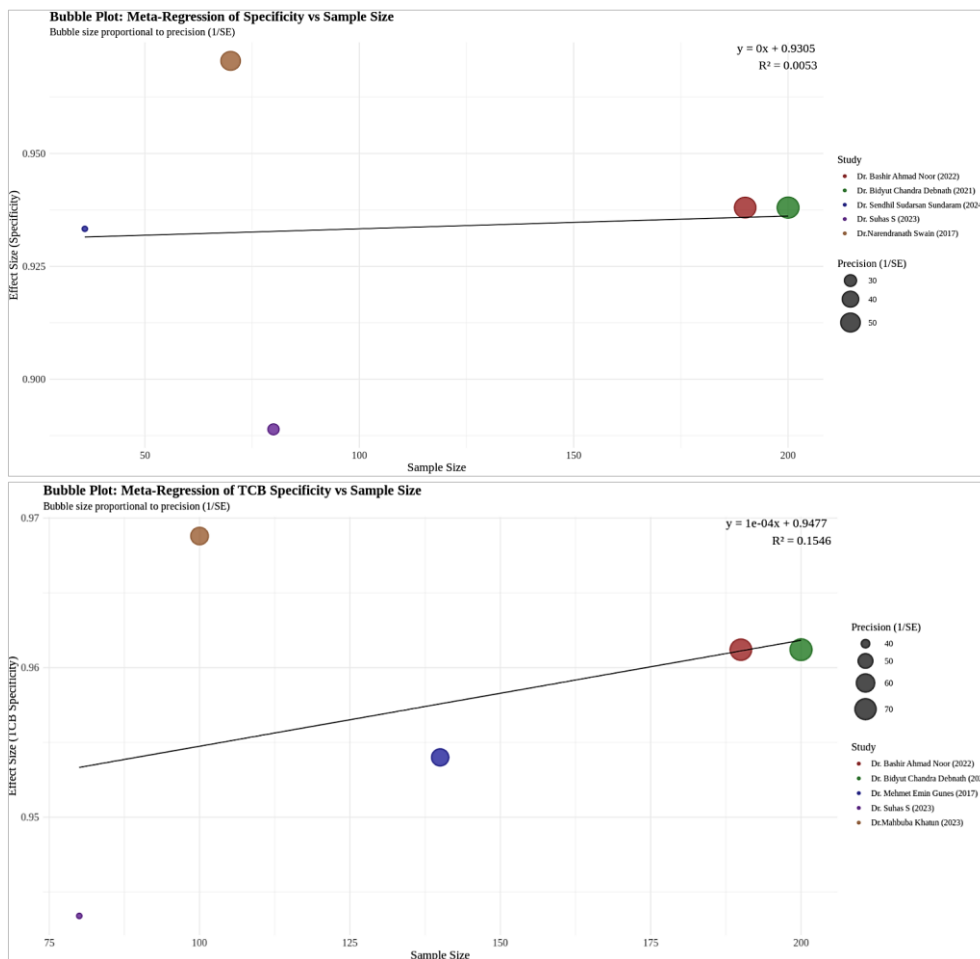 Bubble Plot: Meta-Regression of Specificity vs Sample Size
Bubble size proportional to precision (1/SE)
y = 0x + 0.9305
R² = 0.0053
Effect Size (Specificity)
0.950
0.925
0.900
50
100
150
200
Sample Size
Study
Dr. Bashir Ahmad Noor (2022)
Dr. Bidyut Chandra Debnath (2021)
Dr. Sendhil Sudarsan Sundaram (202
Dr. Suhas S (2023)
Dr.Narendranath Swain (2017)
Precision (1/SE)
30
40
50
Bubble Plot: Meta-Regression of TCB Specificity vs Sample Size
Bubble size proportional to precision (1/SE)
y = 1e-04x + 0.9477
R² = 0.1546
Effect Size (TCB Specificity)
0.97
0.96
0.95
75
100
125
150
175
200
Sample Size
Precision (1/SE)
40
50
60
70
Study
Dr. Bashir Ahmad Noor (2022)
Dr. Bidyut Chandra Debnath (20
Dr. Mehmet Emin Gunes (2017)
Dr. Suhas S (2023)
Dr.Mahbuba Khatun (2023)